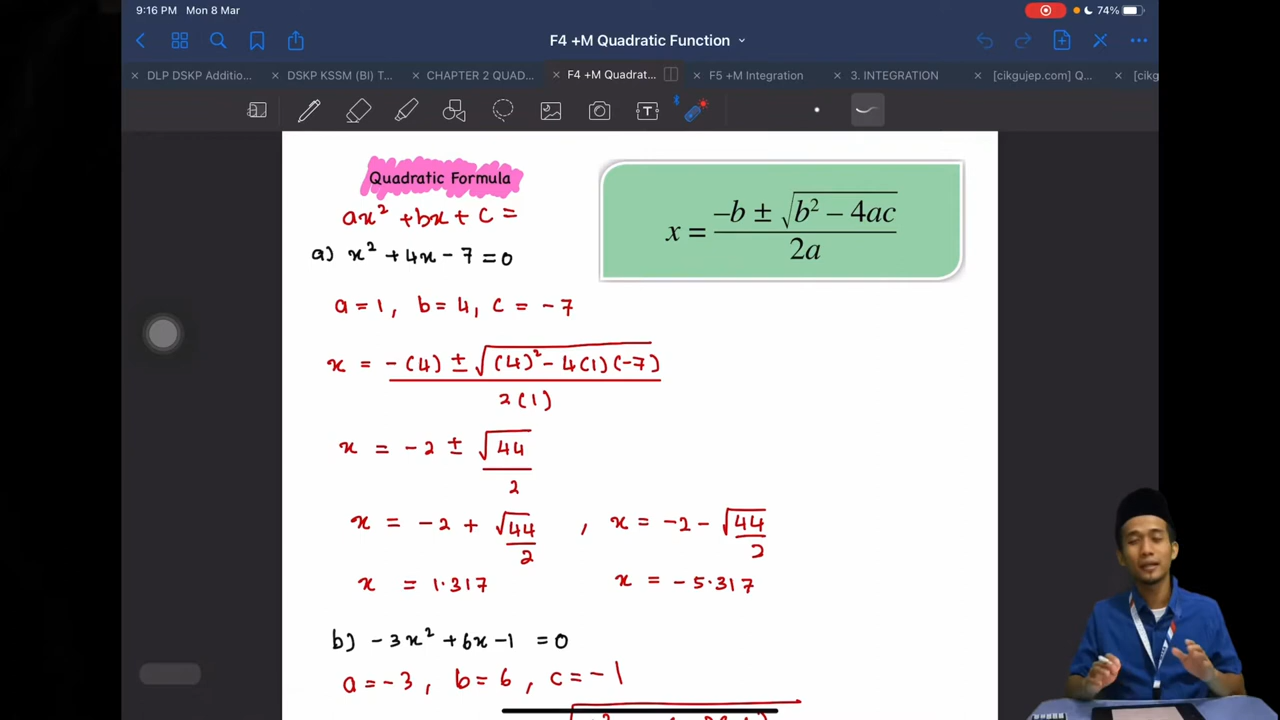 9:16 PM Mon 8 Mar
74%
F4 +M Quadratic Function
DLP DSKP Additio...
DSKP KSSM (BI) T...
CHAPTER 2 QUAD...
F4 +M Quadrat...
F5 +M Integration
3. INTEGRATION
[cikgujep.com] Q...
[cikg
Quadratic Formula
x = (-b ± √(b² − 4ac)) / 2a
ax² + bx + c =
a) x² + 4x − 7 = 0
a = 1, b = 4, c = −7
x = (−(4) ± √((4)² − 4(1)(−7))) / 2(1)
x = −2 ± √44 / 2
x = −2 + √44 / 2 , x = −2 − √44 / 2
x = 1.317 x = −5.317
b) −3x² + 6x − 1 = 0
a = −3, b = 6, c = −1